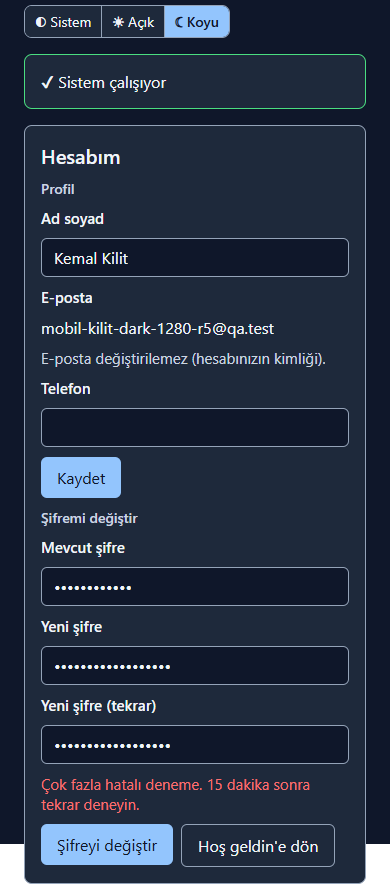 Sistem
Açık
Koyu
✔ Sistem çalışıyor
Hesabım
Profil
Ad soyad
Kemal Kilit
E-posta
mobil-kilit-dark-1280-r5@qa.test
E-posta değiştirilemez (hesabınızın kimliği).
Telefon
Kaydet
Şifremi değiştir
Mevcut şifre
••••••••••••
Yeni şifre
••••••••••••••••••
Yeni şifre (tekrar)
••••••••••••••••••
Çok fazla hatalı deneme. 15 dakika sonra
tekrar deneyin.
Şifreyi değiştir
Hoş geldin'e dön